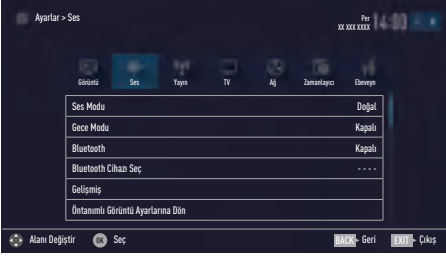 Ayarlar > Ses
Per
XX XXX XXXX
14:00
Görüntü Ses Yayın TV Ağ Zamanlayıcı Ebeveyn
Ses Modu Doğal
Gece Modu Kapalı
Bluetooth Kapalı
Bluetooth Cihazı Seç ----
Gelişmiş
Öntanımlı Görüntü Ayarlarına Dön
Alanı Değiştir OK Seç BACK Geri EXIT Çıkış